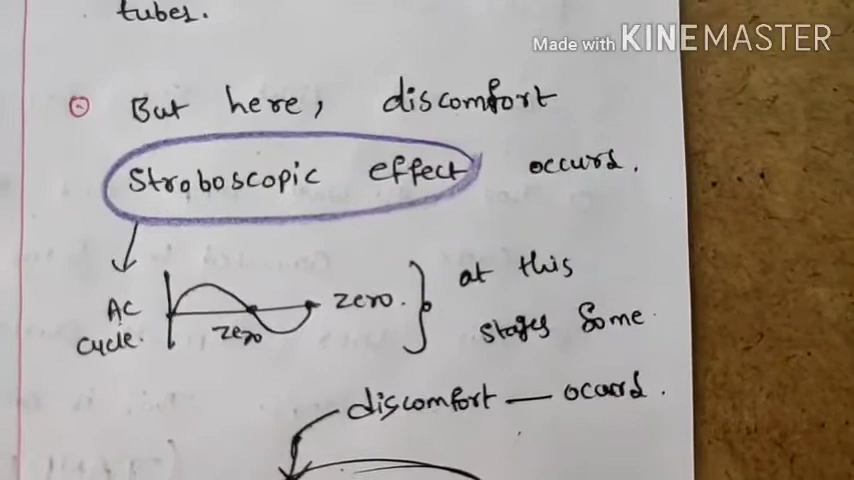 tubes.
Made with KINEMASTER
But here, discomfort
Stroboscopic effect occurs.
AC cycle.
zero
zero.
at this
stages some
discomfort — ocurs.